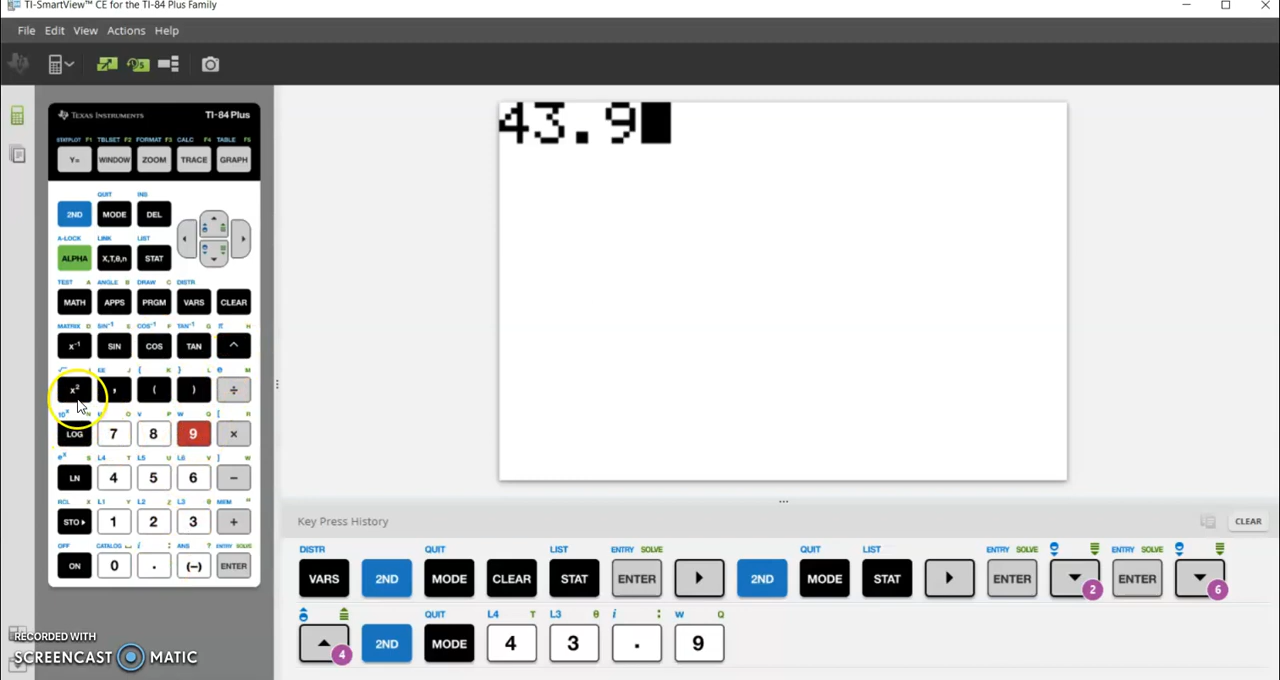 TI-SmartView™ CE for the TI-84 Plus Family
File Edit View Actions Help
TEXAS INSTRUMENTS TI-84 Plus
STATPLOT F1 TBLSET F2 FORMAT F3 CALC F4 TABLE F5
Y= WINDOW ZOOM TRACE GRAPH
QUIT INS
2ND MODE DEL
A-LOCK LINK LIST
ALPHA X,T,θ,n STAT
TEST A ANGLE B DRAW C DISTR
MATH APPS PRGM VARS CLEAR
MATRIX D SIN⁻¹ E COS⁻¹ F TAN⁻¹ G π H
x⁻¹ SIN COS TAN ^
√ I EE J { K } L e M
x² , ( ) ÷
10ˣ N O V P W Q [ R
LOG 7 8 9 ×
eˣ S L4 T L5 U L6 V ] W
LN 4 5 6 −
RCL X L1 Y L2 Z L3 θ MEM "
STO▸ 1 2 3 +
OFF CATALOG i : ANS ? ENTRY SOLVE
ON 0 . (−) ENTER
43.9
Key Press History CLEAR
DISTR QUIT LIST ENTRY SOLVE QUIT LIST ENTRY SOLVE ENTRY SOLVE
VARS 2ND MODE CLEAR STAT ENTER 2ND MODE STAT ENTER 2 ENTER 6
QUIT L4 T L3 θ i : W Q
4 2ND MODE 4 3 . 9
RECORDED WITH
SCREENCAST MATIC